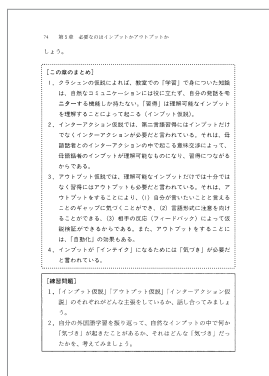 74　第5章　必要なのはインプットかアウトプットか
しょう。
【この章のまとめ】
1、クラシェンの仮説によれば、教室での「学習」で身についた知識
は、自然なコミュニケーションには役に立たず、自分の発話をモ
ニターする機能しか持たない。「習得」は理解可能なインプット
を理解することによって起こる（インプット仮説）。
2、インターアクション仮説では、第二言語習得にはインプットだけ
でなくインターアクションが必要だと言われている。それは、母
語話者とのインターアクションの中で起こる意味交渉によって、
母語話者のインプットが理解可能なものになり、習得につながる
からである。
3、アウトプット仮説では、理解可能なインプットだけでは十分では
なく習得にはアウトプットも必要だと言われている。それは、ア
ウトプットをすることにより、(1) 自分が言いたいことと言える
ことのギャップに気づくことができ、(2) 言語形式に注意を向け
ることができる、(3) 相手の反応（フィードバック）によって仮
説検証ができるからである。また、アウトプットをすることに
は、「自動化」の効果もある。
4、インプットが「インテイク」になるためには「気づき」が必要だ
と言われている。
【練習問題】
1、「インプット仮説」「アウトプット仮説」「インターアクション仮
説」のそれぞれがどんな主張をしているか、話し合ってみましょ
う。
2、自分の外国語学習を振り返って、自然なインプットの中で何か
「気づき」が起きたことがあるか、それはどんな「気づき」だっ
たかを、考えてみましょう。